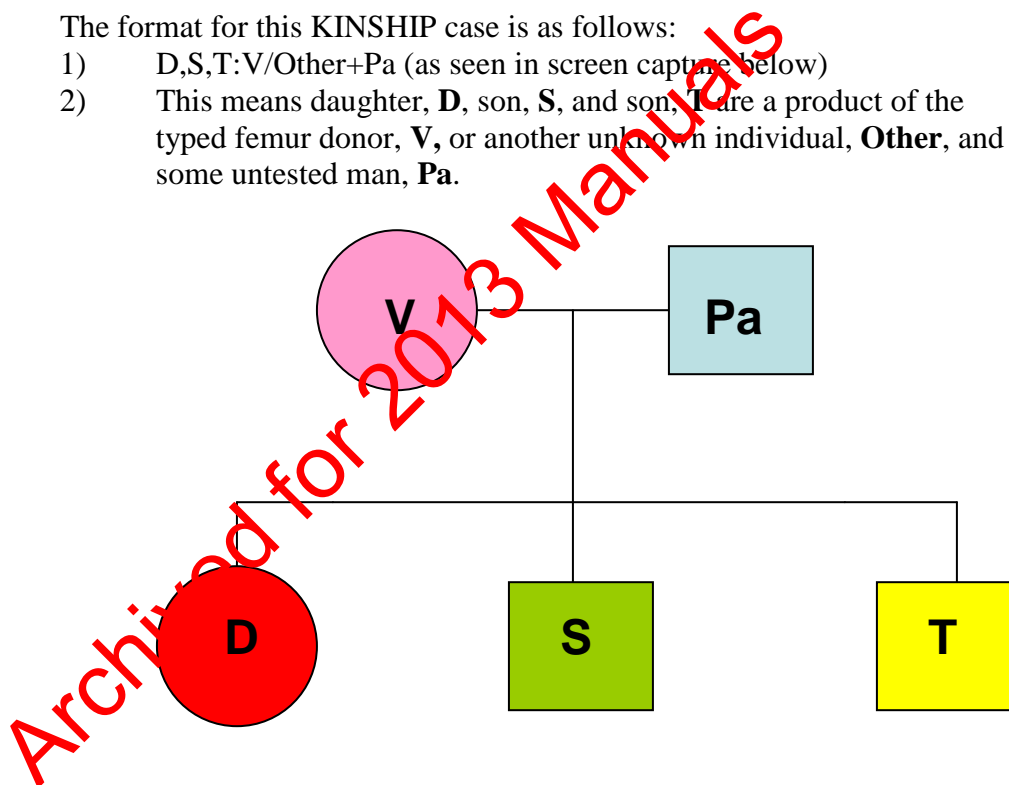 The format for this KINSHIP case is as follows:
1) D,S,T:V/Other+Pa (as seen in screen capture below)
2) This means daughter, D, son, S, and son, T are a product of the
typed femur donor, V, or another unknown individual, Other, and
some untested man, Pa.
V
Pa
D
S
T
Archived for 2013 Manuals